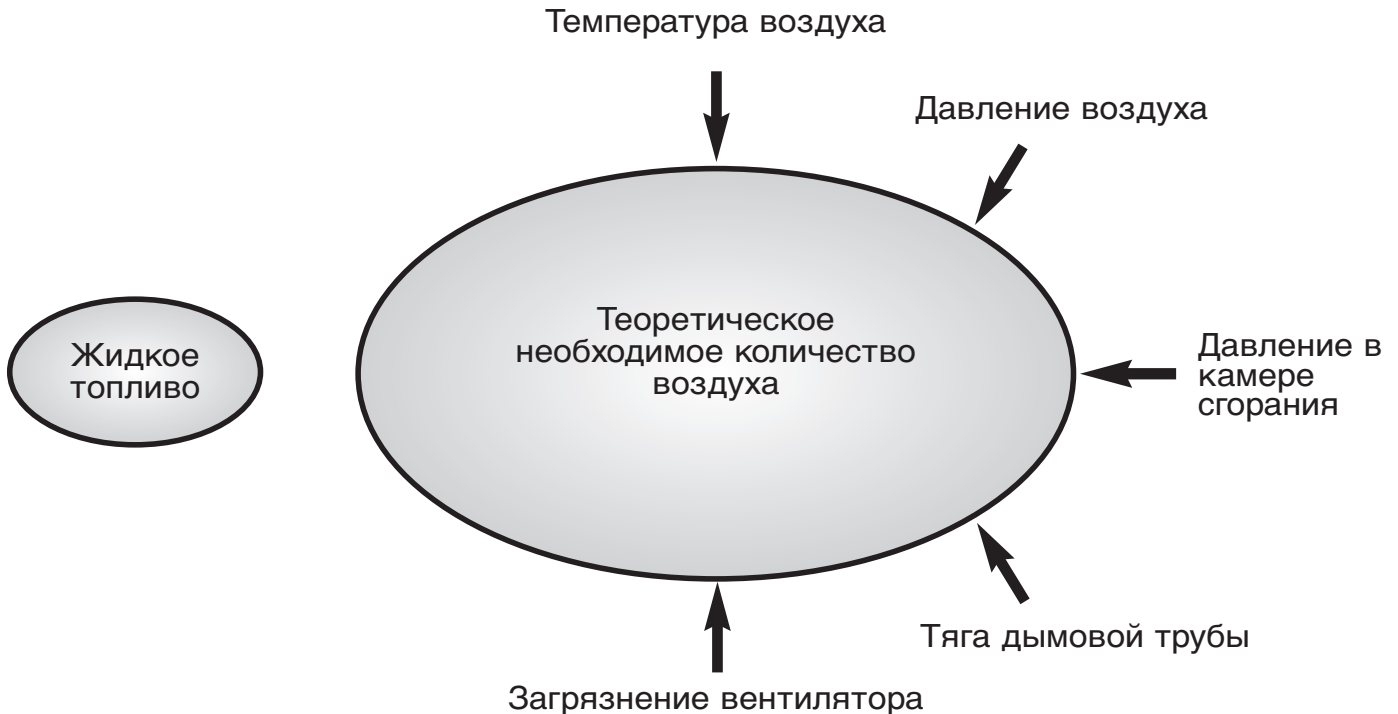 Температура воздуха
Давление воздуха
Жидкое
топливо
Теоретическое
необходимое количество
воздуха
Давление в
камере
сгорания
Тяга дымовой трубы
Загрязнение вентилятора